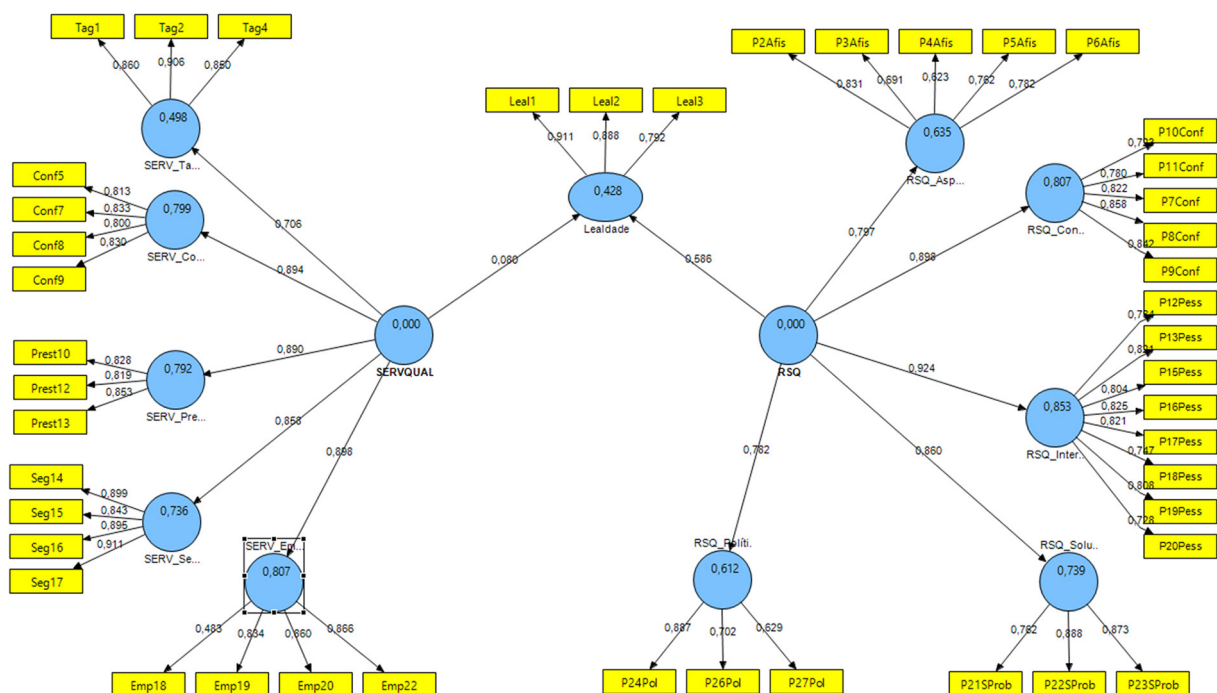 Tag1
Tag2
Tag4
0,860
0,906
0,850
0,498
SERV_Ta...
Conf5
Conf7
Conf8
Conf9
0,813
0,833
0,800
0,830
0,799
SERV_Co...
Prest10
Prest12
Prest13
0,828
0,819
0,853
0,792
SERV_Pre...
Seg14
Seg15
Seg16
Seg17
0,899
0,843
0,895
0,911
0,736
SERV_Se...
SERV_Em...
0,807
0,483
0,834
0,860
0,866
Emp18
Emp19
Emp20
Emp22
0,706
0,894
0,890
0,858
0,898
0,000
SERVQUAL
0,080
Leal1
Leal2
Leal3
0,911
0,888
0,792
0,428
Lealdade
0,586
0,000
RSQ
0,797
0,898
0,924
0,860
0,782
P2Afis
P3Afis
P4Afis
P5Afis
P6Afis
0,831
0,691
0,623
0,782
0,782
0,635
RSQ_Asp...
P10Conf
P11Conf
P7Conf
P8Conf
P9Conf
0,780
0,822
0,858
0,842
0,807
RSQ_Con...
P12Pess
P13Pess
P15Pess
P16Pess
P17Pess
P18Pess
P19Pess
P20Pess
0,804
0,825
0,821
0,747
0,808
0,728
0,853
RSQ_Inter...
RSQ_Políti...
0,612
0,887
0,702
0,629
P24Pol
P26Pol
P27Pol
RSQ_Solu...
0,739
0,782
0,888
0,873
P21SProb
P22SProb
P23SProb